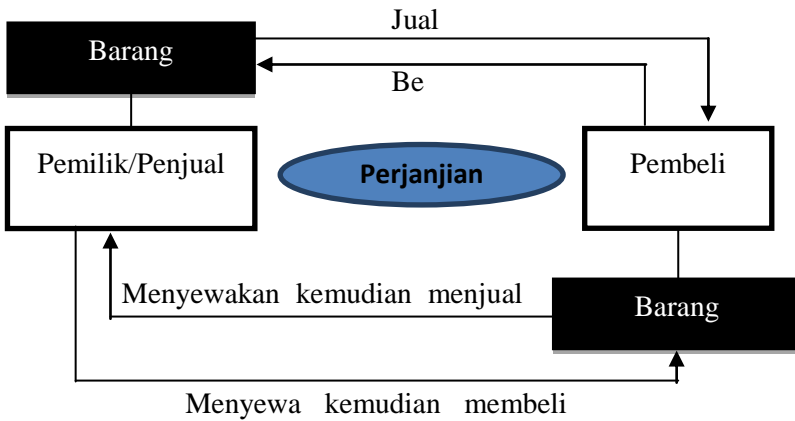 Jual
Barang
Be
Pemilik/Penjual
Perjanjian
Pembeli
Menyewakan kemudian menjual
Barang
Menyewa kemudian membeli